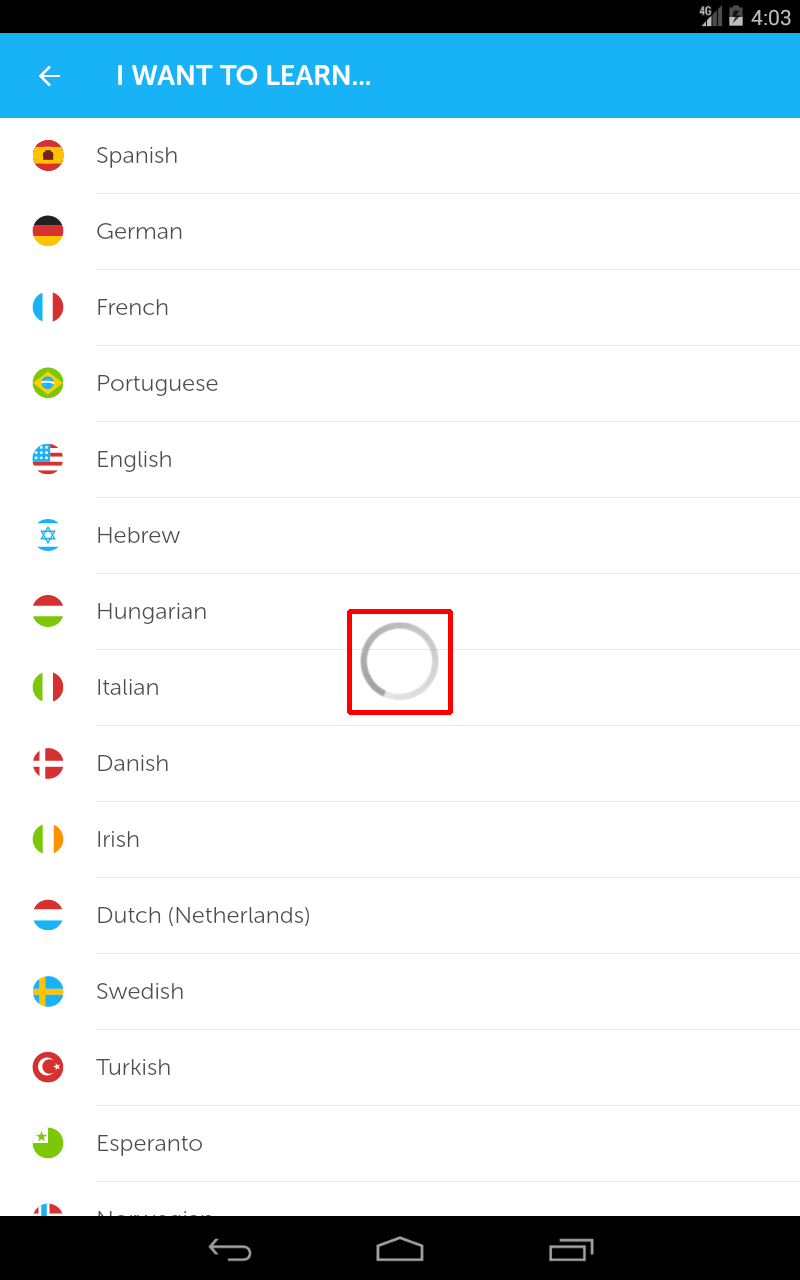 4G 4:03
I WANT TO LEARN...
Spanish
German
French
Portuguese
English
Hebrew
Hungarian
Italian
Danish
Irish
Dutch (Netherlands)
Swedish
Turkish
Esperanto
Norwegian